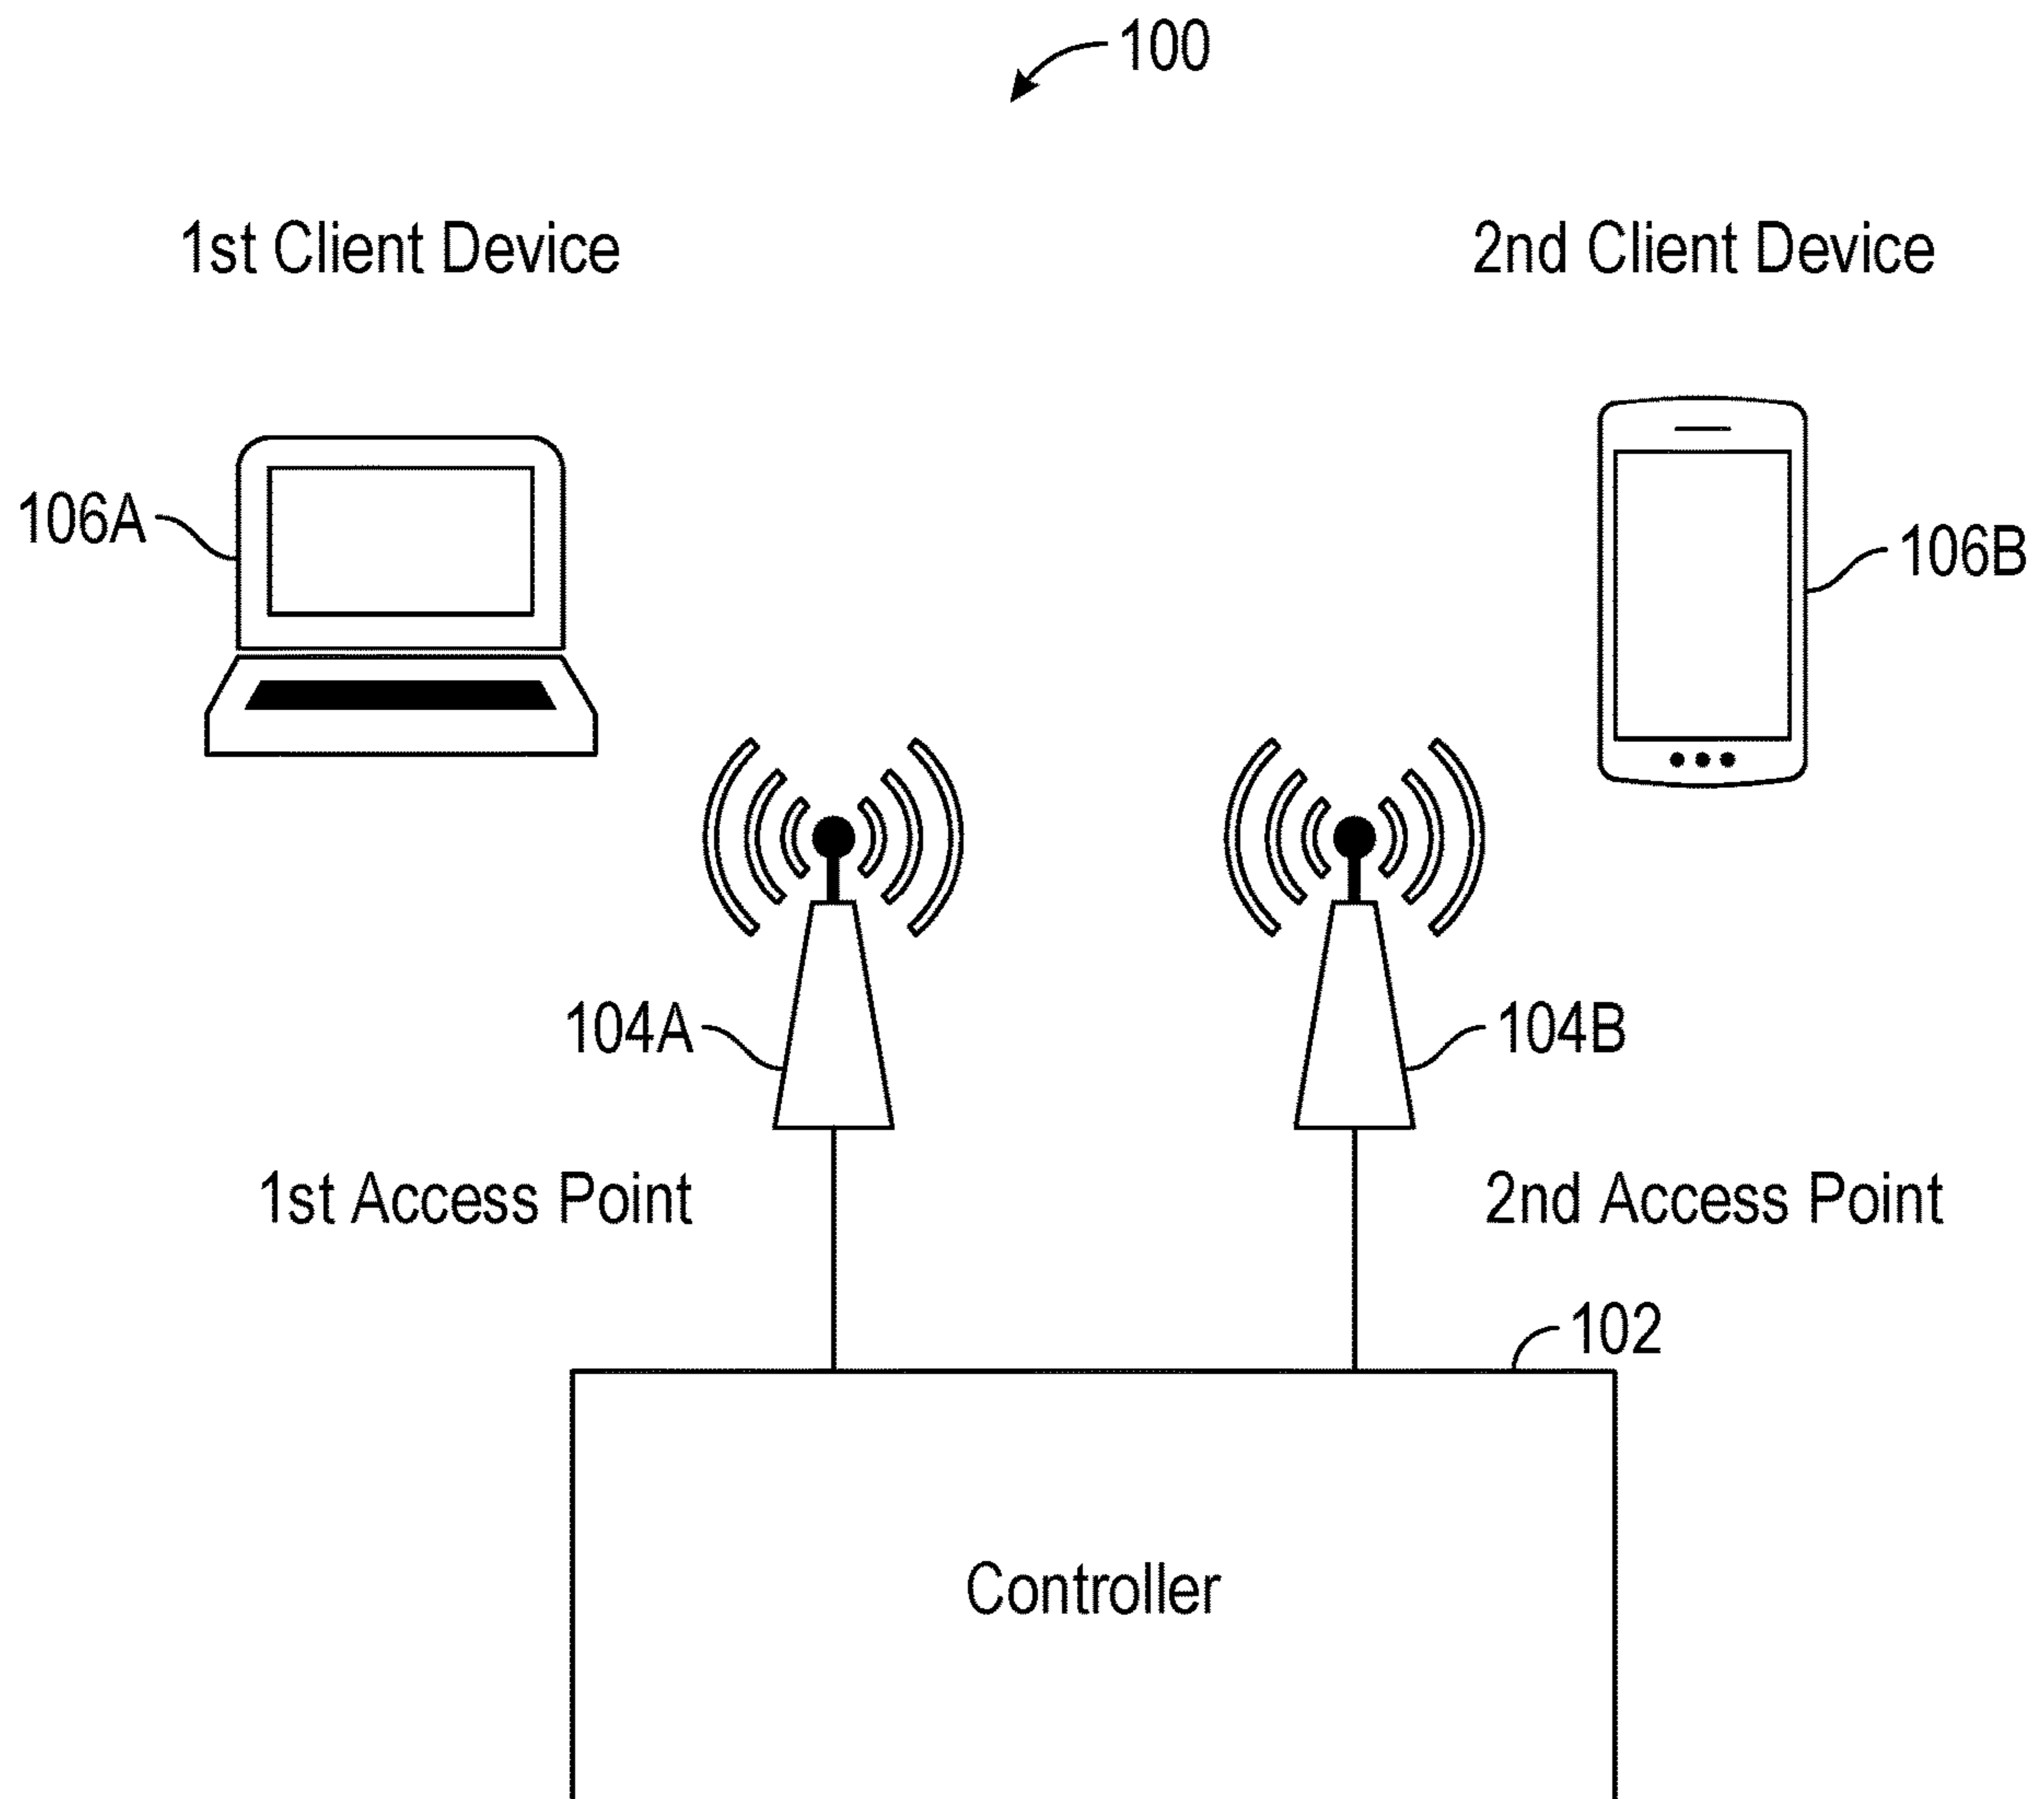 100
1st Client Device
2nd Client Device
106A
106B
104A
104B
1st Access Point
2nd Access Point
102
Controller